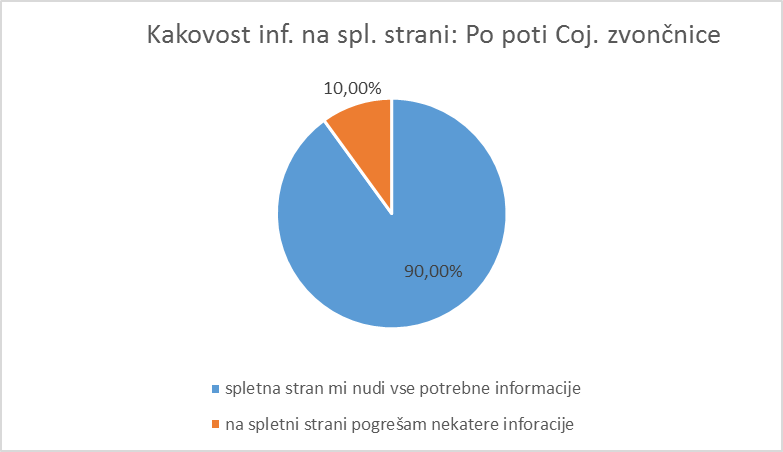 Kakovost inf. na spl. strani: Po poti Coj. zvončnice
10,00%
90,00%
spletna stran mi nudi vse potrebne informacije
na spletni strani pogrešam nekatere inforacije